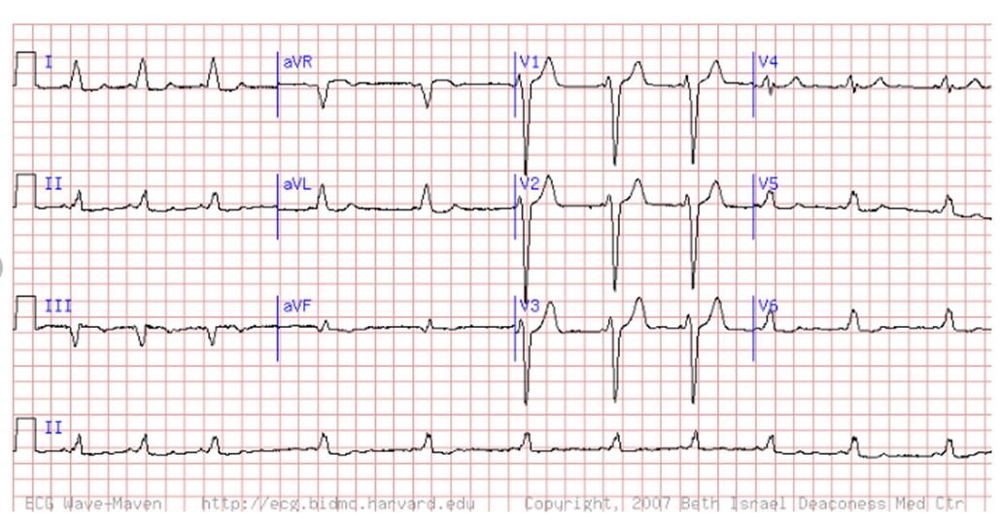 I aVR V1 V4
II aVL V2 V5
III aVF V3 V6
II
ECG Wave-Maven http://ecg.bidmc.harvard.edu Copyright, 2007 Beth Israel Deaconess Med Ctr